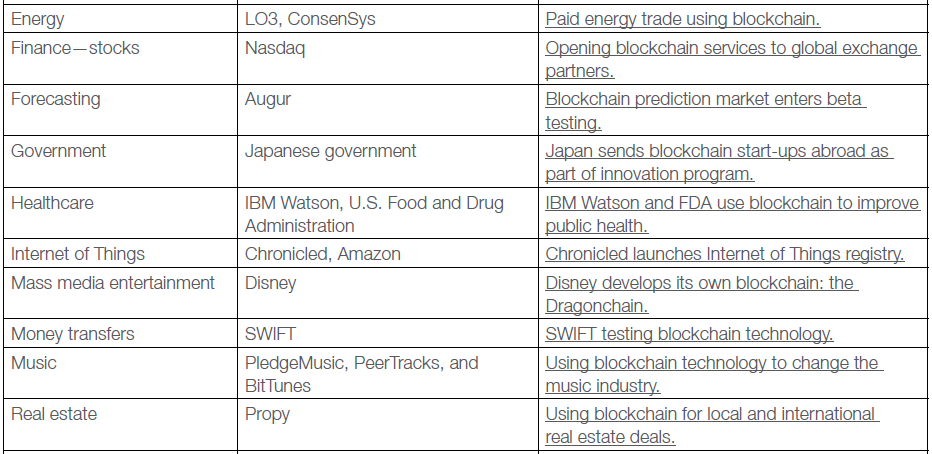 Energy
LO3, ConsenSys
Paid energy trade using blockchain.
Finance—stocks
Nasdaq
Opening blockchain services to global exchange
partners.
Forecasting
Augur
Blockchain prediction market enters beta
testing.
Government
Japanese government
Japan sends blockchain start-ups abroad as
part of innovation program.
Healthcare
IBM Watson, U.S. Food and Drug
Administration
IBM Watson and FDA use blockchain to improve
public health.
Internet of Things
Chronicled, Amazon
Chronicled launches Internet of Things registry.
Mass media entertainment
Disney
Disney develops its own blockchain: the
Dragonchain.
Money transfers
SWIFT
SWIFT testing blockchain technology.
Music
PledgeMusic, PeerTracks, and
BitTunes
Using blockchain technology to change the
music industry.
Real estate
Propy
Using blockchain for local and international
real estate deals.